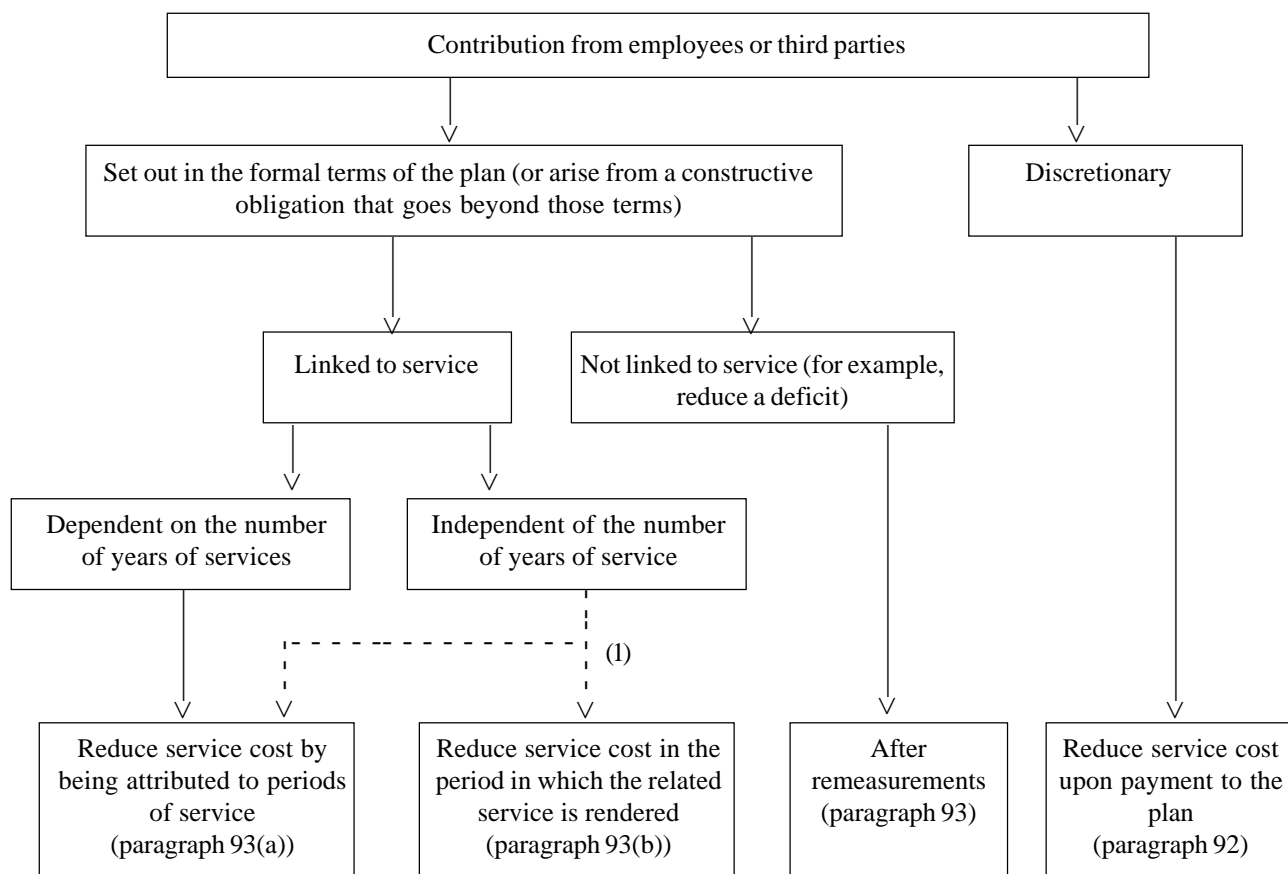 Contribution from employees or third parties
Set out in the formal terms of the plan (or arise from a constructive
obligation that goes beyond those terms)
Discretionary
Linked to service
Not linked to service (for example,
reduce a deficit)
Dependent on the number
of years of services
Independent of the number
of years of service
(1)
Reduce service cost by
being attributed to periods
of service
(paragraph 93(a))
Reduce service cost in the
period in which the related
service is rendered
(paragraph 93(b))
After
remeasurements
(paragraph 93)
Reduce service cost
upon payment to the
plan
(paragraph 92)